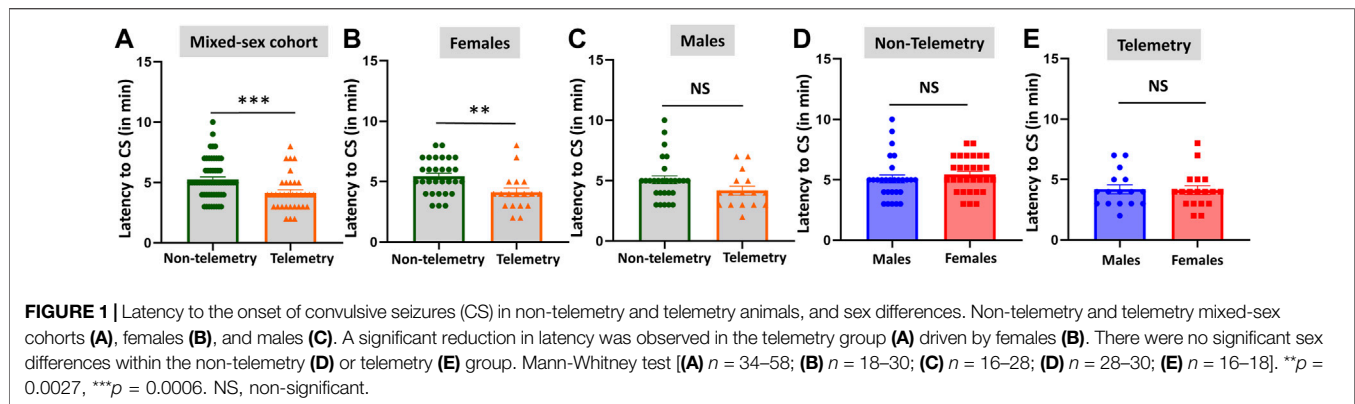 A Mixed-sex cohort
Latency to CS (in min)
15
10
5
0
***
Non-telemetry Telemetry
B Females
Latency to CS (in min)
15
10
5
0
**
Non-telemetry Telemetry
C Males
Latency to CS (in min)
15
10
5
0
NS
Non-telemetry Telemetry
D Non-Telemetry
Latency to CS (in min)
15
10
5
0
NS
Males Females
E Telemetry
Latency to CS (in min)
15
10
5
0
NS
Males Females
FIGURE 1 | Latency to the onset of convulsive seizures (CS) in non-telemetry and telemetry animals, and sex differences. Non-telemetry and telemetry mixed-sex
cohorts (A), females (B), and males (C). A significant reduction in latency was observed in the telemetry group (A) driven by females (B). There were no significant sex
differences within the non-telemetry (D) or telemetry (E) group. Mann-Whitney test [(A) n = 34–58; (B) n = 18–30; (C) n = 16–28; (D) n = 28–30; (E) n = 16–18]. **p =
0.0027, ***p = 0.0006. NS, non-significant.